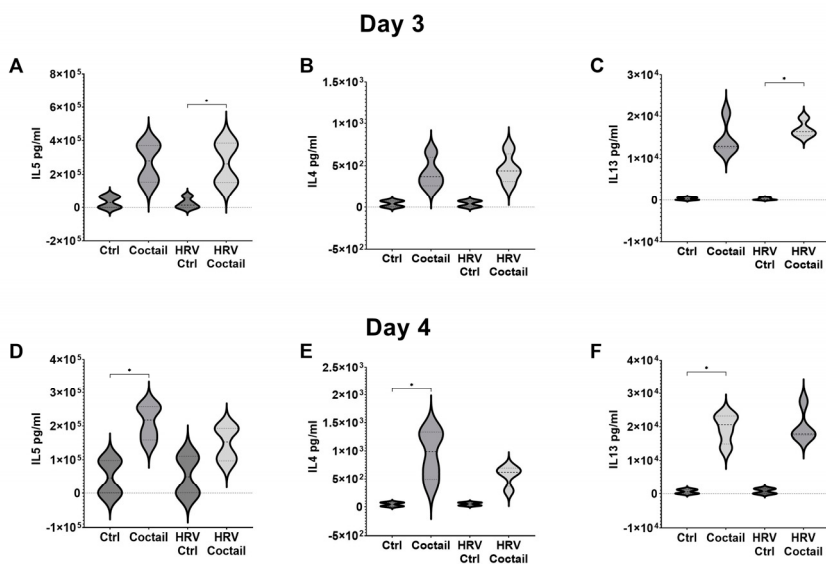 Day 3
A
IL5 pg/ml
8×10⁵
6×10⁵
4×10⁵
2×10⁵
0
-2×10⁵
*
Ctrl Coctail HRV Ctrl HRV Coctail
B
IL4 pg/ml
1.5×10³
1×10³
5×10²
0
-5×10²
Ctrl Coctail HRV Ctrl HRV Coctail
C
IL13 pg/ml
3×10⁴
2×10⁴
1×10⁴
0
-1×10⁴
*
Ctrl Coctail HRV Ctrl HRV Coctail
Day 4
D
IL5 pg/ml
4×10⁵
3×10⁵
2×10⁵
1×10⁵
0
-1×10⁵
*
Ctrl Coctail HRV Ctrl HRV Coctail
E
IL4 pg/ml
2.5×10³
2×10³
1.5×10³
1×10³
5×10²
0
-5×10²
*
Ctrl Coctail HRV Ctrl HRV Coctail
F
IL13 pg/ml
4×10⁴
3×10⁴
2×10⁴
1×10⁴
0
-1×10⁴
*
Ctrl Coctail HRV Ctrl HRV Coctail